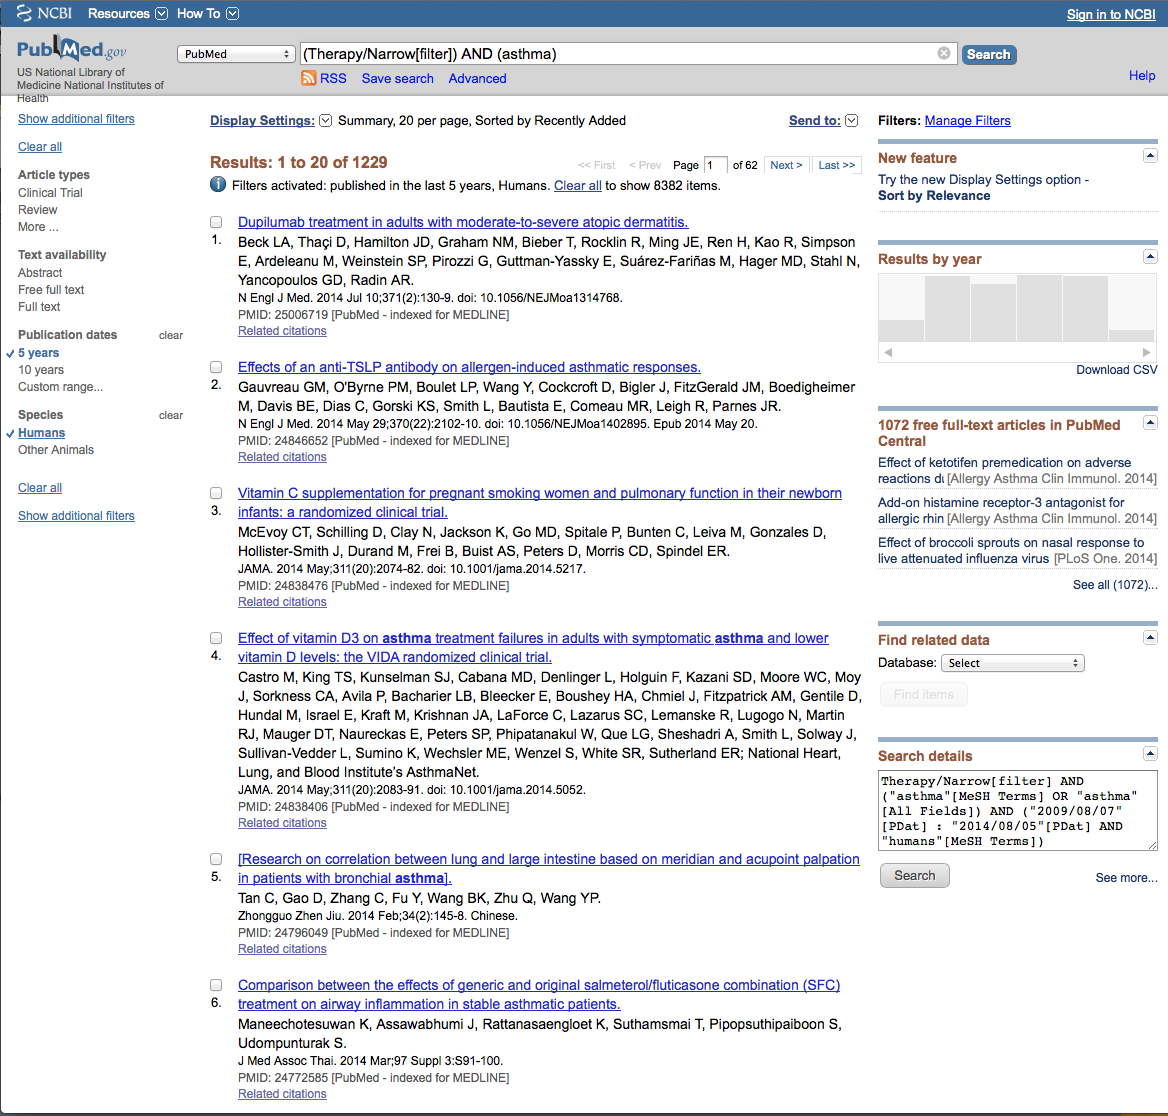 NCBI Resources How To Sign in to NCBI
PubMed.gov
US National Library of
Medicine National Institutes of
Health
PubMed (Therapy/Narrow[filter]) AND (asthma) Search
RSS Save search Advanced Help
Show additional filters
Clear all
Article types
Clinical Trial
Review
More ...
Text availability
Abstract
Free full text
Full text
Publication dates clear
5 years
10 years
Custom range...
Species clear
Humans
Other Animals
Clear all
Show additional filters
Display Settings: Summary, 20 per page, Sorted by Recently Added Send to:
Results: 1 to 20 of 1229
<< First < Prev Page 1 of 62 Next > Last >>
Filters activated: published in the last 5 years, Humans. Clear all to show 8382 items.
Dupilumab treatment in adults with moderate-to-severe atopic dermatitis.
1. Beck LA, Thaçi D, Hamilton JD, Graham NM, Bieber T, Rocklin R, Ming JE, Ren H, Kao R, Simpson
E, Ardeleanu M, Weinstein SP, Pirozzi G, Guttman-Yassky E, Suárez-Fariñas M, Hager MD, Stahl N,
Yancopoulos GD, Radin AR.
N Engl J Med. 2014 Jul 10;371(2):130-9. doi: 10.1056/NEJMoa1314768.
PMID: 25006719 [PubMed - indexed for MEDLINE]
Related citations
Effects of an anti-TSLP antibody on allergen-induced asthmatic responses.
2. Gauvreau GM, O'Byrne PM, Boulet LP, Wang Y, Cockcroft D, Bigler J, FitzGerald JM, Boedigheimer
M, Davis BE, Dias C, Gorski KS, Smith L, Bautista E, Comeau MR, Leigh R, Parnes JR.
N Engl J Med. 2014 May 29;370(22):2102-10. doi: 10.1056/NEJMoa1402895. Epub 2014 May 20.
PMID: 24846652 [PubMed - indexed for MEDLINE]
Related citations
Vitamin C supplementation for pregnant smoking women and pulmonary function in their newborn
3. infants: a randomized clinical trial.
McEvoy CT, Schilling D, Clay N, Jackson K, Go MD, Spitale P, Bunten C, Leiva M, Gonzales D,
Hollister-Smith J, Durand M, Frei B, Buist AS, Peters D, Morris CD, Spindel ER.
JAMA. 2014 May;311(20):2074-82. doi: 10.1001/jama.2014.5217.
PMID: 24838476 [PubMed - indexed for MEDLINE]
Related citations
Effect of vitamin D3 on asthma treatment failures in adults with symptomatic asthma and lower
4. vitamin D levels: the VIDA randomized clinical trial.
Castro M, King TS, Kunselman SJ, Cabana MD, Denlinger L, Holguin F, Kazani SD, Moore WC, Moy
J, Sorkness CA, Avila P, Bacharier LB, Bleecker E, Boushey HA, Chmiel J, Fitzpatrick AM, Gentile D,
Hundal M, Israel E, Kraft M, Krishnan JA, LaForce C, Lazarus SC, Lemanske R, Lugogo N, Martin
RJ, Mauger DT, Naureckas E, Peters SP, Phipatanakul W, Que LG, Sheshadri A, Smith L, Solway J,
Sullivan-Vedder L, Sumino K, Wechsler ME, Wenzel S, White SR, Sutherland ER; National Heart,
Lung, and Blood Institute's AsthmaNet.
JAMA. 2014 May;311(20):2083-91. doi: 10.1001/jama.2014.5052.
PMID: 24838406 [PubMed - indexed for MEDLINE]
Related citations
[Research on correlation between lung and large intestine based on meridian and acupoint palpation
5. in patients with bronchial asthma].
Tan C, Gao D, Zhang C, Fu Y, Wang BK, Zhu Q, Wang YP.
Zhongguo Zhen Jiu. 2014 Feb;34(2):145-8. Chinese.
PMID: 24796049 [PubMed - indexed for MEDLINE]
Related citations
Comparison between the effects of generic and original salmeterol/fluticasone combination (SFC)
6. treatment on airway inflammation in stable asthmatic patients.
Maneechotesuwan K, Assawabhumi J, Rattanasaengloet K, Suthamsmai T, Pipopsuthipaiboon S,
Udompunturak S.
J Med Assoc Thai. 2014 Mar;97 Suppl 3:S91-100.
PMID: 24772585 [PubMed - indexed for MEDLINE]
Related citations
Filters: Manage Filters
New feature
Try the new Display Settings option -
Sort by Relevance
Results by year
Download CSV
1072 free full-text articles in PubMed
Central
Effect of ketotifen premedication on adverse
reactions du [Allergy Asthma Clin Immunol. 2014]
Add-on histamine receptor-3 antagonist for
allergic rhin [Allergy Asthma Clin Immunol. 2014]
Effect of broccoli sprouts on nasal response to
live attenuated influenza virus [PLoS One. 2014]
See all (1072)...
Find related data
Database: Select
Find items
Search details
Therapy/Narrow[filter] AND
("asthma"[MeSH Terms] OR "asthma"
[All Fields]) AND ("2009/08/07"
[PDat] : "2014/08/05"[PDat] AND
"humans"[MeSH Terms])
Search See more...